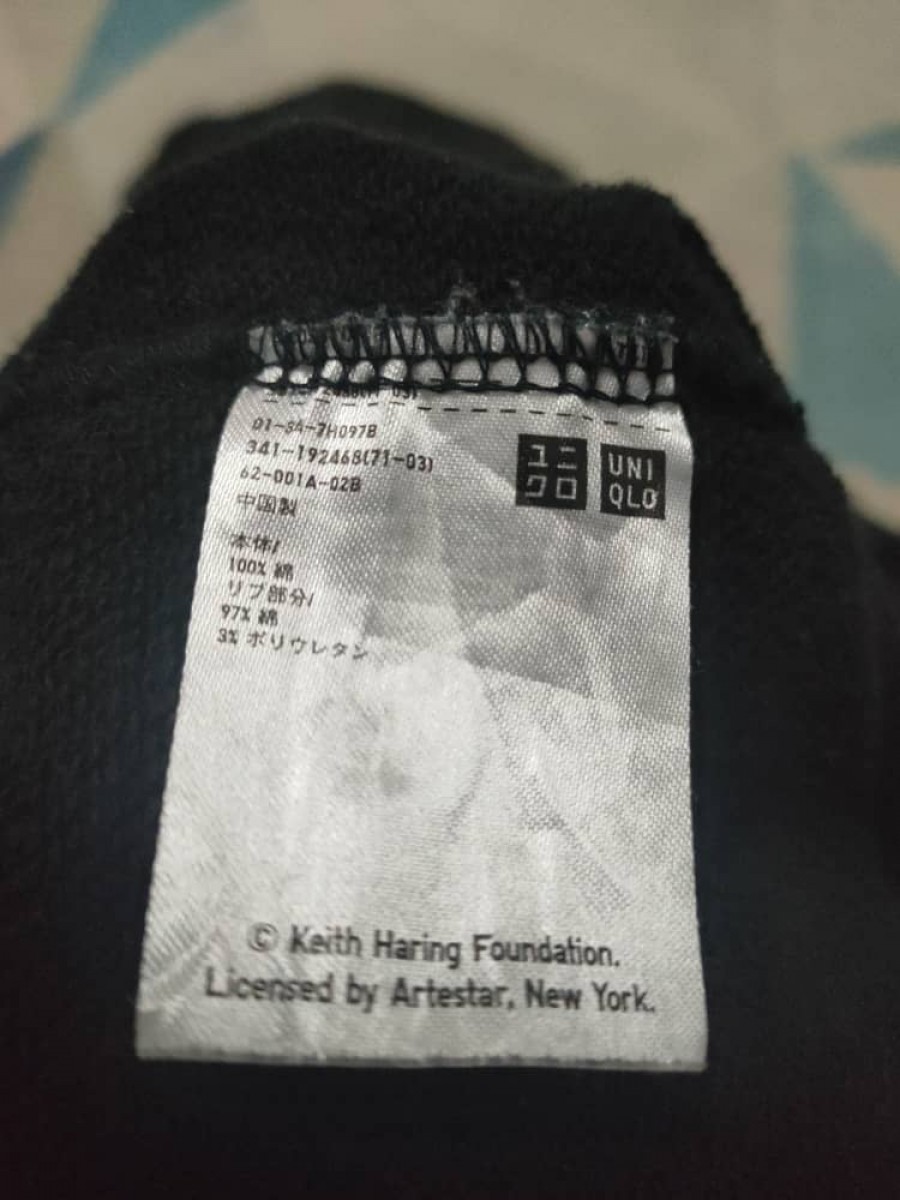 01-SA-7H097B
341-192468(71-03)
62-001A-02B
中国製
本体/
100% 綿
リブ部分/
97% 綿
3% ポリウレタン
ユニ
クロ
UNI
QLO
© Keith Haring Foundation.
Licensed by Artestar, New York.